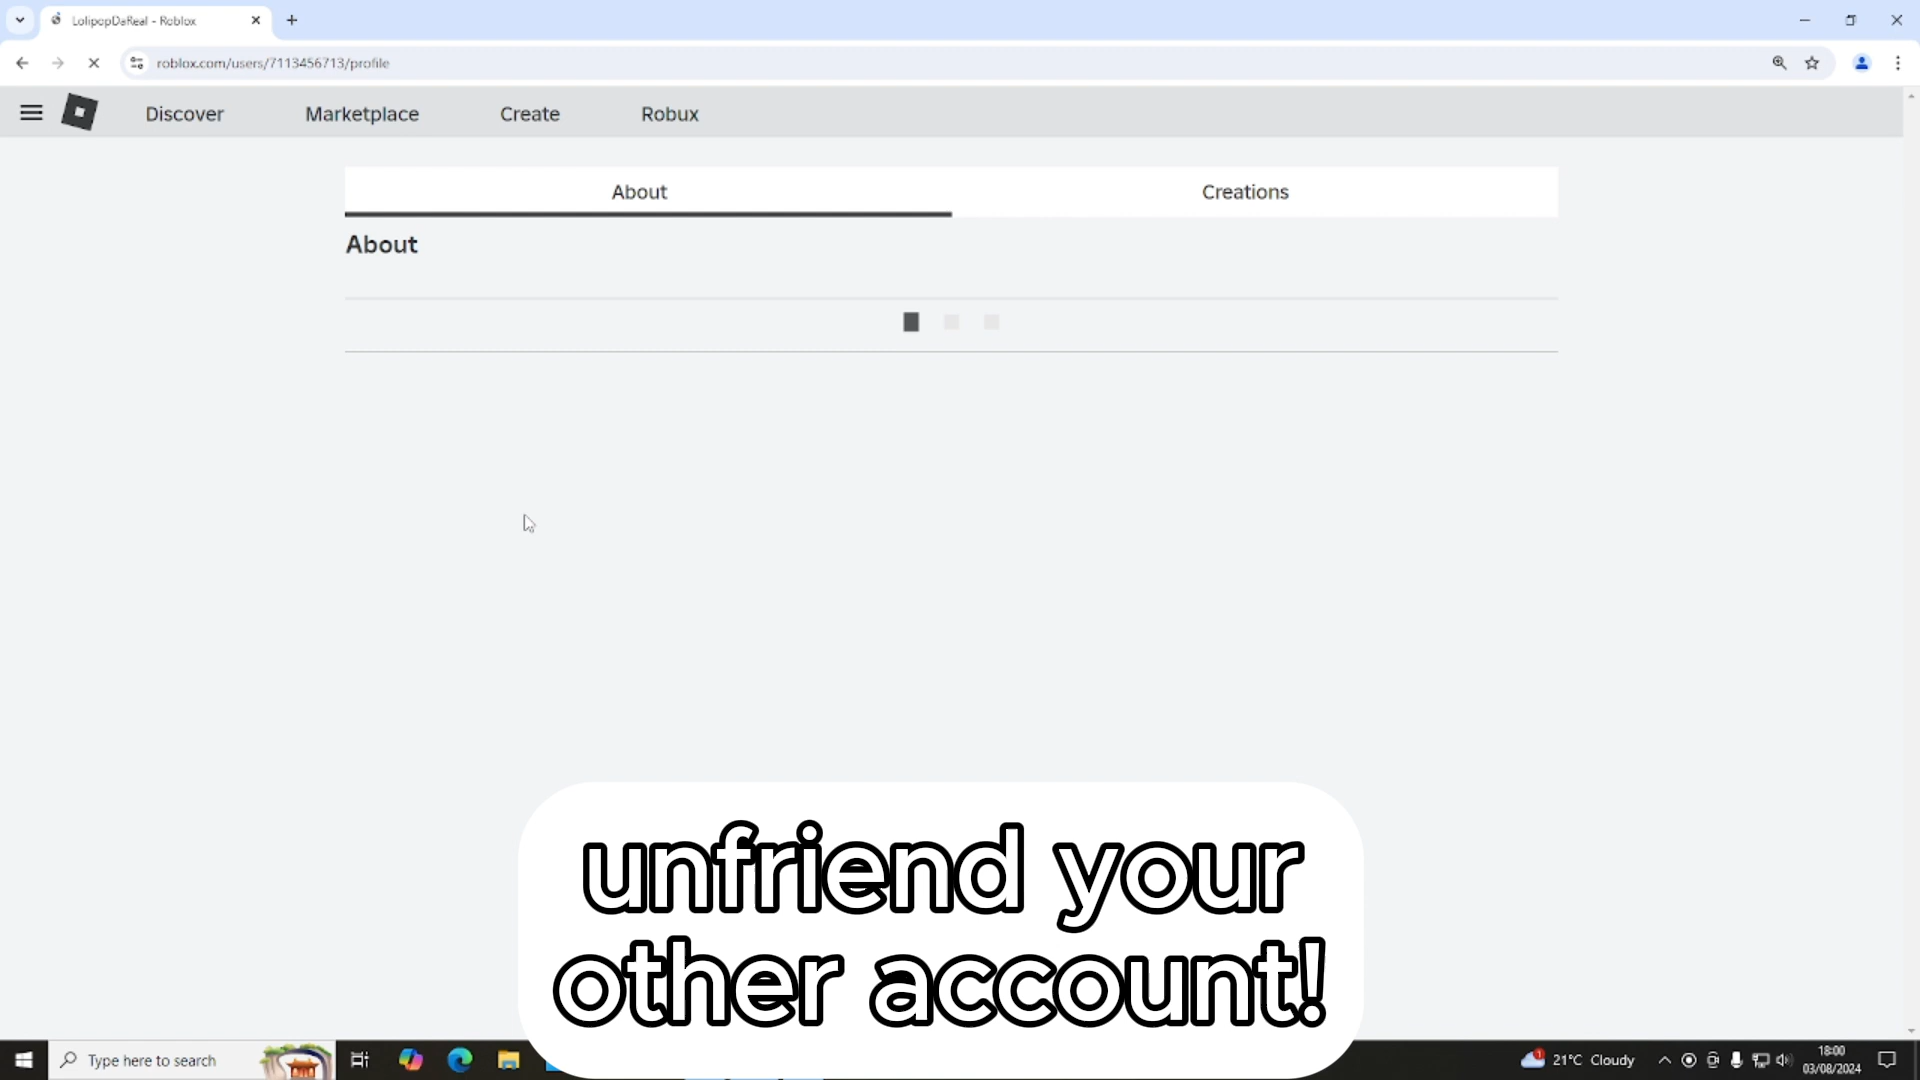 LolipopDaReal - Roblox
roblox.com/users/7113456713/profile
Discover
Marketplace
Create
Robux
About
Creations
About
unfriend your
other account!
Type here to search
21°C Cloudy
18:00
03/08/2024